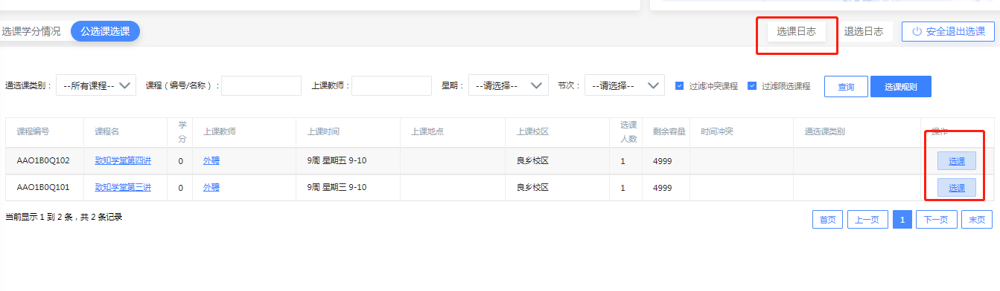 选课学分情况 公选课选课 选课日志 退选日志 安全退出选课
通选课类别： --所有课程-- 课程（编号/名称）： 上课教师： 星期： --请选择-- 节次： --请选择-- 过滤冲突课程 过滤限选课程 查询 选课规则
课程编号 课程名 学分 上课教师 上课时间 上课地点 上课校区 选课人数 剩余容量 时间冲突 通选课类别 操作
AAO1B0Q102 致知学堂第四讲 0 外聘 9周 星期五 9-10 良乡校区 1 4999 选课
AAO1B0Q101 致知学堂第三讲 0 外聘 9周 星期三 9-10 良乡校区 1 4999 选课
当前显示 1 到 2 条，共 2 条记录 首页 上一页 1 下一页 末页